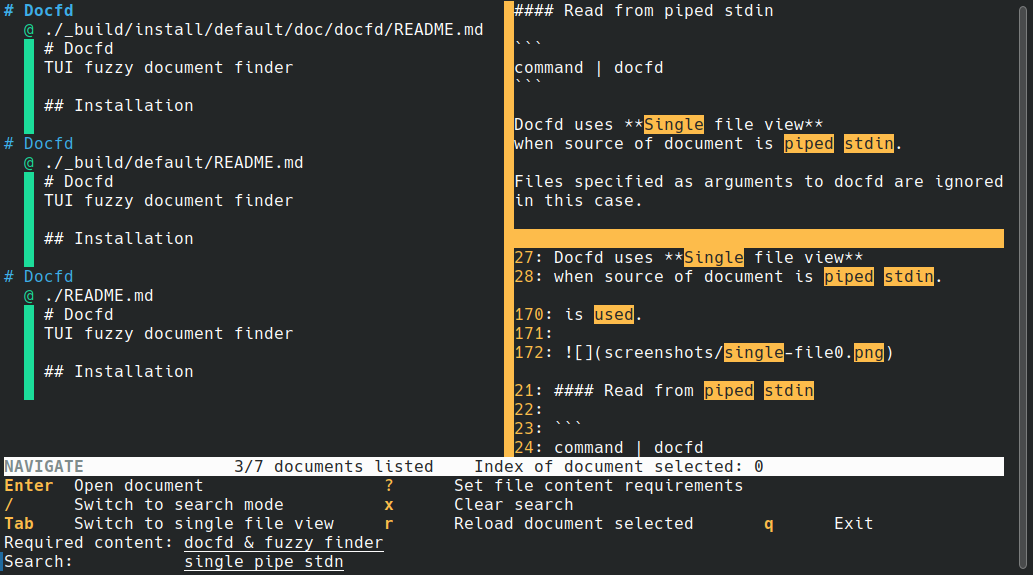 # Docfd
@ ./_build/install/default/doc/docfd/README.md
# Docfd
TUI fuzzy document finder
## Installation
# Docfd
@ ./_build/default/README.md
# Docfd
TUI fuzzy document finder
## Installation
# Docfd
@ ./README.md
# Docfd
TUI fuzzy document finder
## Installation
#### Read from piped stdin
```
command | docfd
```
Docfd uses **Single file view**
when source of document is piped stdin.
Files specified as arguments to docfd are ignored
in this case.
27: Docfd uses **Single file view**
28: when source of document is piped stdin.
170: is used.
171:
172: ![](screenshots/single-file0.png)
21: #### Read from piped stdin
22:
23: ```
24: command | docfd
NAVIGATE 3/7 documents listed Index of document selected: 0
Enter Open document ? Set file content requirements
/ Switch to search mode x Clear search
Tab Switch to single file view r Reload document selected q Exit
Required content: docfd & fuzzy finder
Search: single pipe stdn